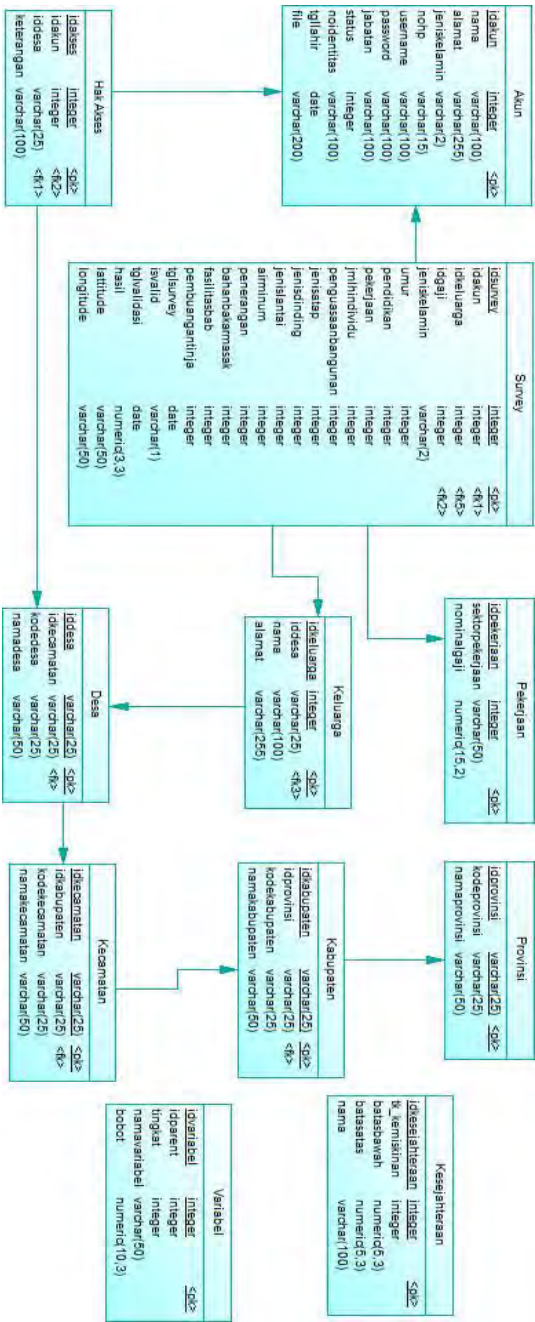 Akun
idakun integer <pk>
nama varchar(100)
alamat varchar(255)
jeniskelamin varchar(2)
nohp varchar(15)
username varchar(100)
password varchar(100)
jabatan varchar(100)
status integer
noidentitas varchar(100)
tgllahir date
file varchar(200)
Hak Akses
idakses integer <pk>
idakun integer <fk2>
iddesa varchar(25) <fk1>
keterangan varchar(100)
Survey
idsurvey integer <pk>
idakun integer <fk1>
idkeluarga integer <fk5>
idgaji integer <fk2>
jeniskelamin varchar(2)
umur integer
pendidikan integer
pekerjaan integer
jmlhindividu integer
penguasaanbangunan integer
jenisatap integer
jenisdinding integer
jenislantai integer
airminum integer
penerangan integer
bahanbakarmasak integer
fasilitasbab integer
pembuangantinja integer
tglsurvey date
isvalid varchar(1)
tglvalidasi date
hasil numeric(3,3)
lattitude varchar(50)
longitude varchar(50)
Pekerjaan
idpekerjaan integer <pk>
sektorpekerjaan varchar(50)
nominalgaji numeric(15,2)
Keluarga
idkeluarga integer <pk>
iddesa varchar(25) <fk3>
nama varchar(100)
alamat varchar(255)
Desa
iddesa varchar(25) <pk>
idkecamatan varchar(25) <fk>
kodedesa varchar(25)
namadesa varchar(50)
Provinsi
idprovinsi varchar(25) <pk>
kodeprovinsi varchar(25)
namaprovinsi varchar(50)
Kabupaten
idkabupaten varchar(25) <pk>
idprovinsi varchar(25) <fk>
kodekabupaten varchar(25)
namakabupaten varchar(50)
Kecamatan
idkecamatan varchar(25) <pk>
idkabupaten varchar(25) <fk>
kodekecamatan varchar(25)
namakecamatan varchar(50)
Kesejahteraan
idkesejahteraan integer <pk>
tk_kemiskinan integer
batasbawah numeric(5,3)
batasatas numeric(5,3)
nama varchar(100)
Variabel
idvariabel integer <pk>
idparent integer
tingkat integer
namavariabel varchar(50)
bobot numeric(10,3)